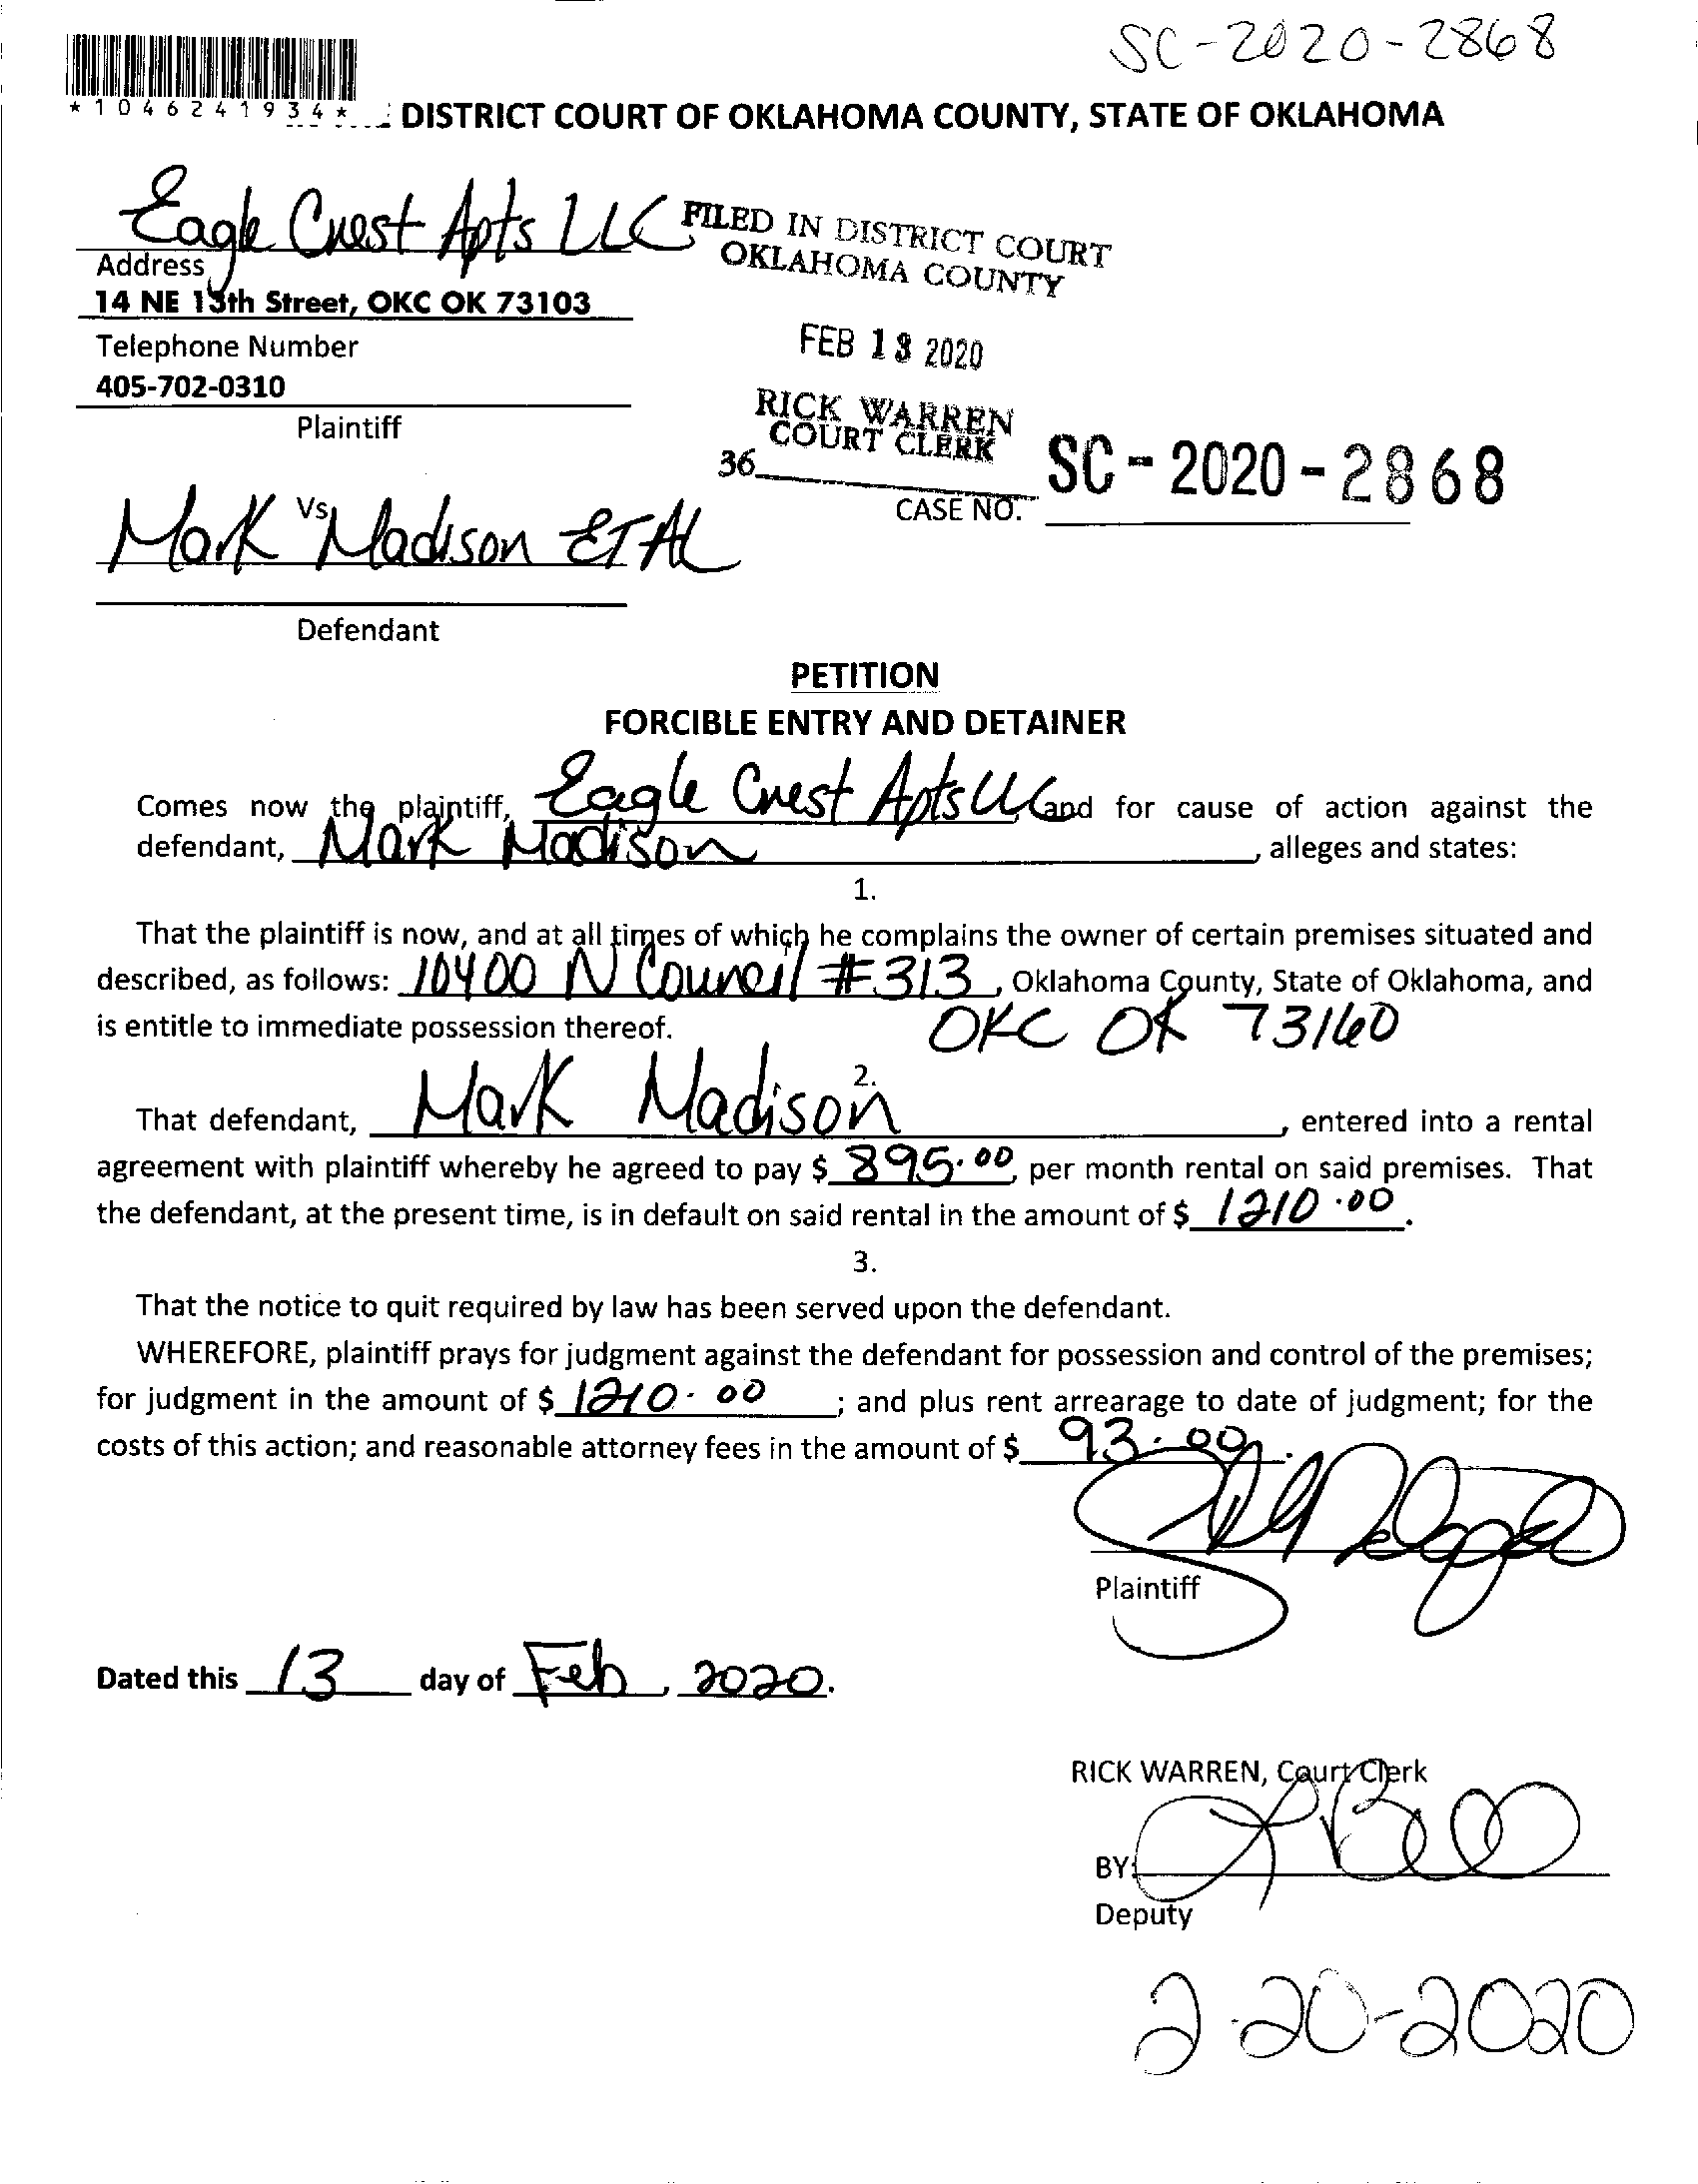 SC-2020-2868
*1046241934*
DISTRICT COURT OF OKLAHOMA COUNTY, STATE OF OKLAHOMA
Eagle Crest Apts LLC
FILED IN DISTRICT COURT
OKLAHOMA COUNTY
Address
14 NE 13th Street, OKC OK 73103
Telephone Number
405-702-0310
FEB 13 2020
Plaintiff
RICK WARREN
COURT CLERK
36
CASE NO. SC-2020-2868
Vs
Mark Madison ET AL
Defendant
PETITION
FORCIBLE ENTRY AND DETAINER
Comes now the plaintiff, Eagle Crest Apts LLC and for cause of action against the
defendant, Mark Madison, alleges and states:
1.
That the plaintiff is now, and at all times of which he complains the owner of certain premises situated and
described, as follows: 10400 N Council #313, Oklahoma County, State of Oklahoma, and
is entitle to immediate possession thereof. OKC OK 73160
2.
That defendant, Mark Madison, entered into a rental
agreement with plaintiff whereby he agreed to pay $ 895.00, per month rental on said premises. That
the defendant, at the present time, is in default on said rental in the amount of $ 1210.00.
3.
That the notice to quit required by law has been served upon the defendant.
WHEREFORE, plaintiff prays for judgment against the defendant for possession and control of the premises;
for judgment in the amount of $ 1210.00; and plus rent arrearage to date of judgment; for the
costs of this action; and reasonable attorney fees in the amount of $ 93.00.
Plaintiff
Dated this 13 day of Feb, 2020.
RICK WARREN, Court Clerk
BY:
Deputy
2-20-2020